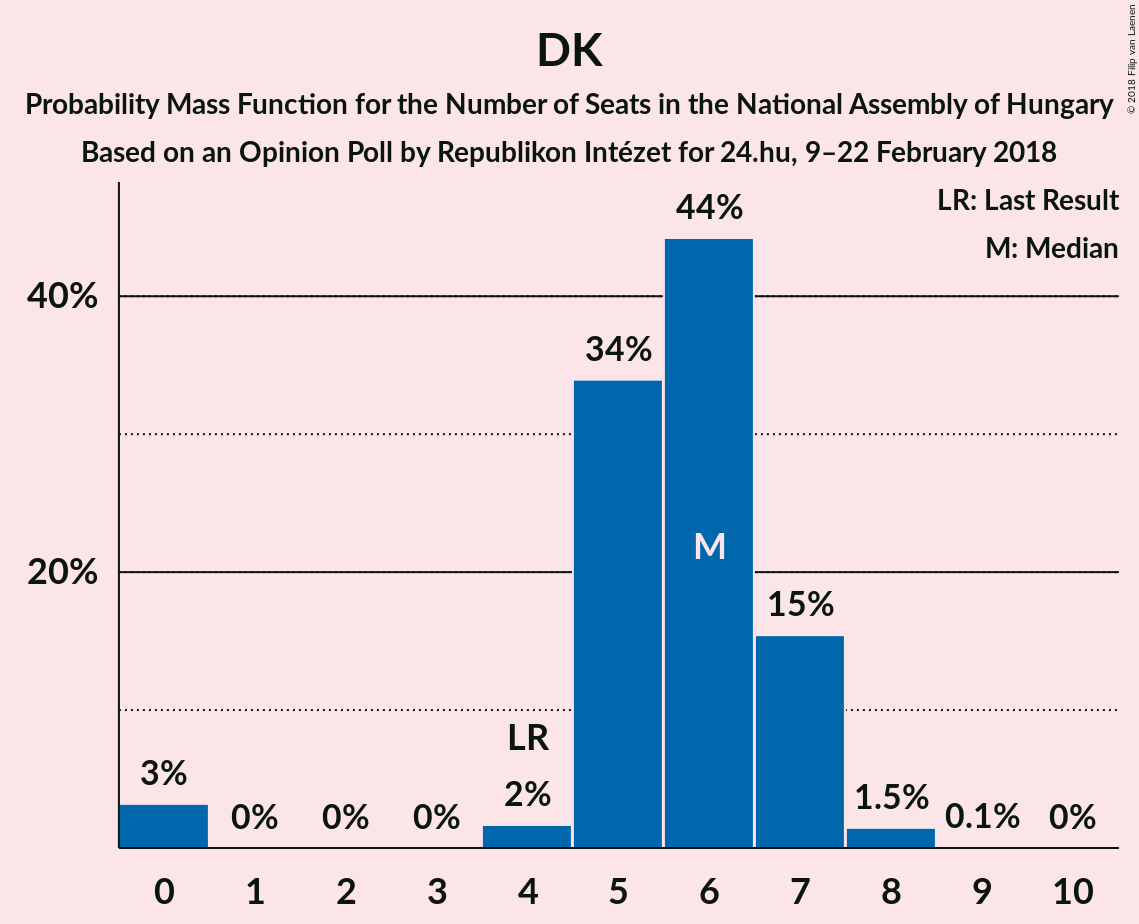 DK
Probability Mass Function for the Number of Seats in the National Assembly of Hungary
Based on an Opinion Poll by Republikon Intézet for 24.hu, 9–22 February 2018
© 2018 Filip van Laenen
LR: Last Result
M: Median
40%
20%
3%
0%
0%
0%
LR
2%
34%
44%
M
15%
1.5%
0.1%
0%
0 1 2 3 4 5 6 7 8 9 10